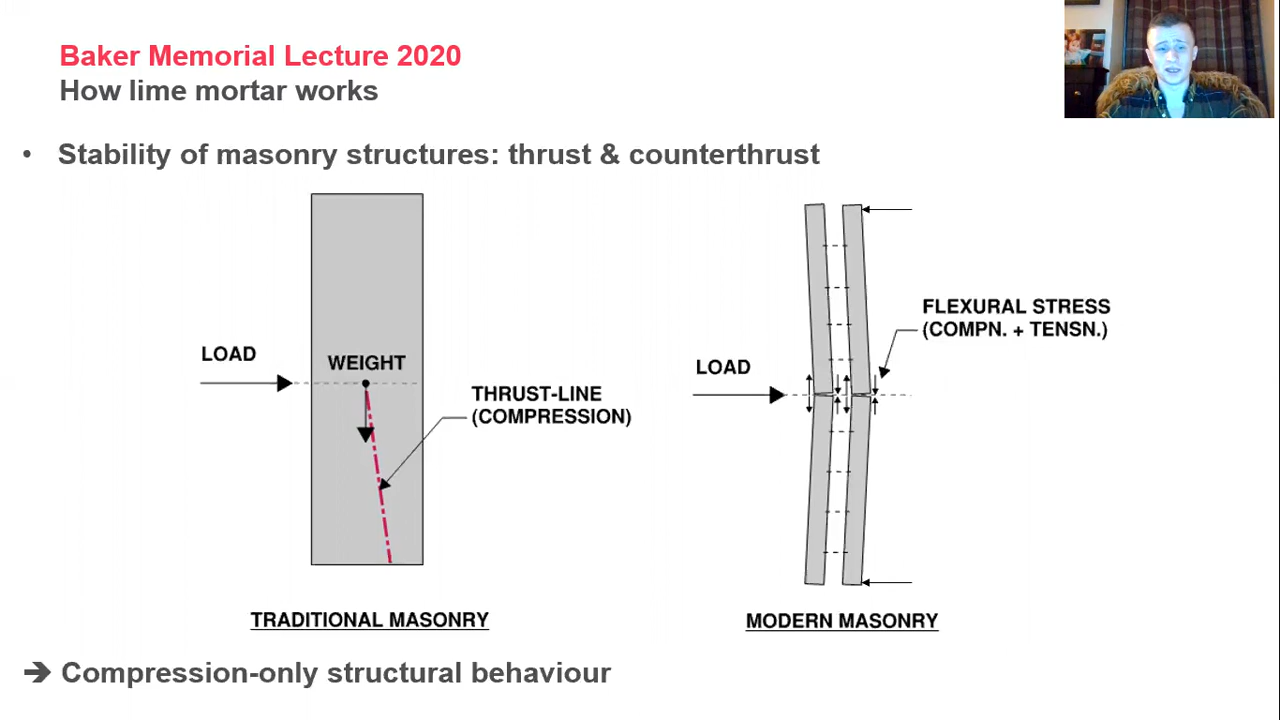 Baker Memorial Lecture 2020
How lime mortar works
• Stability of masonry structures: thrust & counterthrust
LOAD
WEIGHT
THRUST-LINE
(COMPRESSION)
TRADITIONAL MASONRY
LOAD
FLEXURAL STRESS
(COMPN. + TENSN.)
MODERN MASONRY
➔ Compression-only structural behaviour